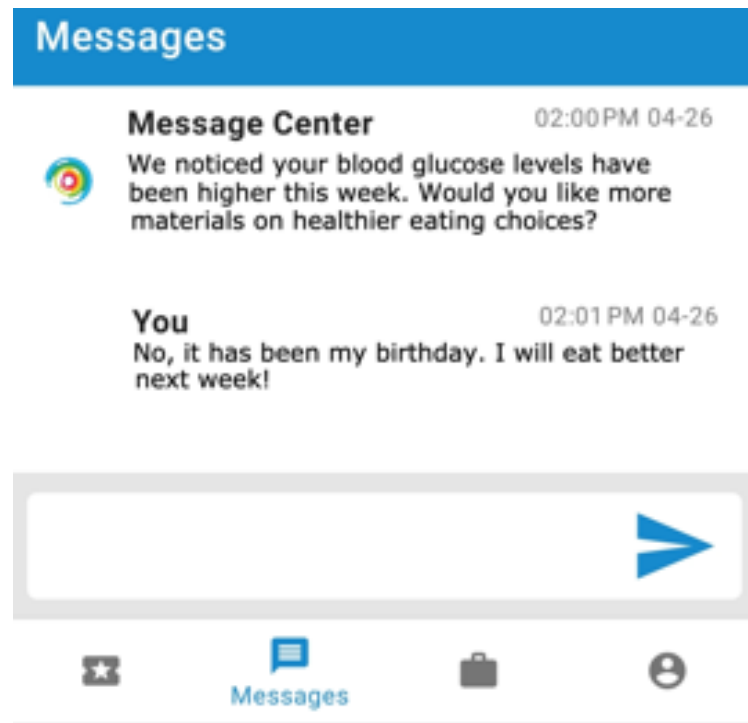 Messages
Message Center 02:00PM 04-26
We noticed your blood glucose levels have
been higher this week. Would you like more
materials on healthier eating choices?
You 02:01PM 04-26
No, it has been my birthday. I will eat better
next week!
Messages